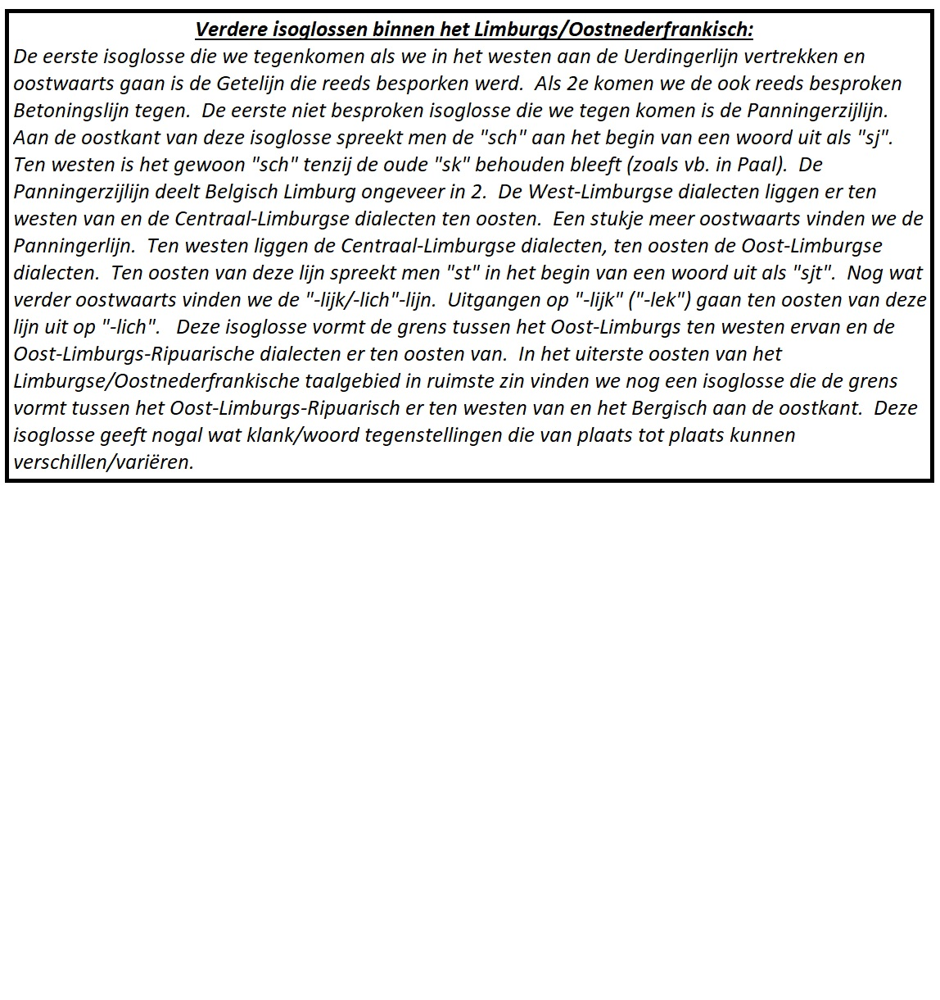 Verdere isoglossen binnen het Limburgs/Oostnederfrankisch:
De eerste isoglosse die we tegenkomen als we in het westen aan de Uerdingerlijn vertrekken en
oostwaarts gaan is de Getelijn die reeds besporken werd.  Als 2e komen we de ook reeds besproken
Betoningslijn tegen.  De eerste niet besproken isoglosse die we tegen komen is de Panningerzijlijn.
Aan de oostkant van deze isoglosse spreekt men de "sch" aan het begin van een woord uit als "sj".
Ten westen is het gewoon "sch" tenzij de oude "sk" behouden bleeft (zoals vb. in Paal).  De
Panningerzijlijn deelt Belgisch Limburg ongeveer in 2.  De West-Limburgse dialecten liggen er ten
westen van en de Centraal-Limburgse dialecten ten oosten.  Een stukje meer oostwaarts vinden we de
Panningerlijn.  Ten westen liggen de Centraal-Limburgse dialecten, ten oosten de Oost-Limburgse
dialecten.  Ten oosten van deze lijn spreekt men "st" in het begin van een woord uit als "sjt".  Nog wat
verder oostwaarts vinden we de "-lijk/-lich"-lijn.  Uitgangen op "-lijk" ("-lek") gaan ten oosten van deze
lijn uit op "-lich".   Deze isoglosse vormt de grens tussen het Oost-Limburgs ten westen ervan en de
Oost-Limburgs-Ripuarische dialecten er ten oosten van.  In het uiterste oosten van het
Limburgse/Oostnederfrankische taalgebied in ruimste zin vinden we nog een isoglosse die de grens
vormt tussen het Oost-Limburgs-Ripuarisch er ten westen van en het Bergisch aan de oostkant.  Deze
isoglosse geeft nogal wat klank/woord tegenstellingen die van plaats tot plaats kunnen
verschillen/variëren.